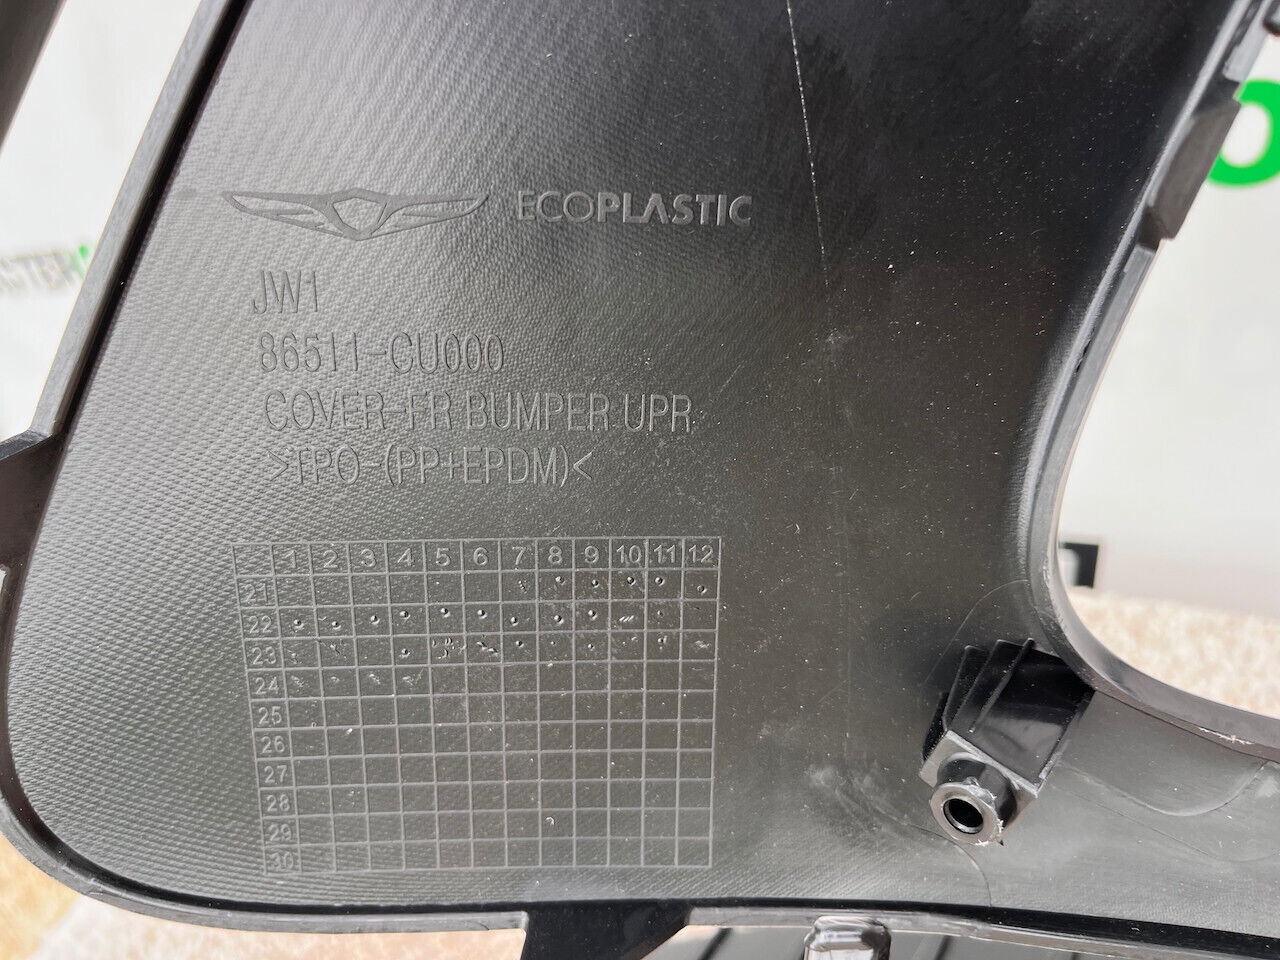 ECOPLASTIC
JW1
86511-CU000
COVER-FR BUMPER UPR
>TPO-(PP+EPDM)<
1 2 3 4 5 6 7 8 9 10 11 12
21
22
23
24
25
26
27
28
29
30